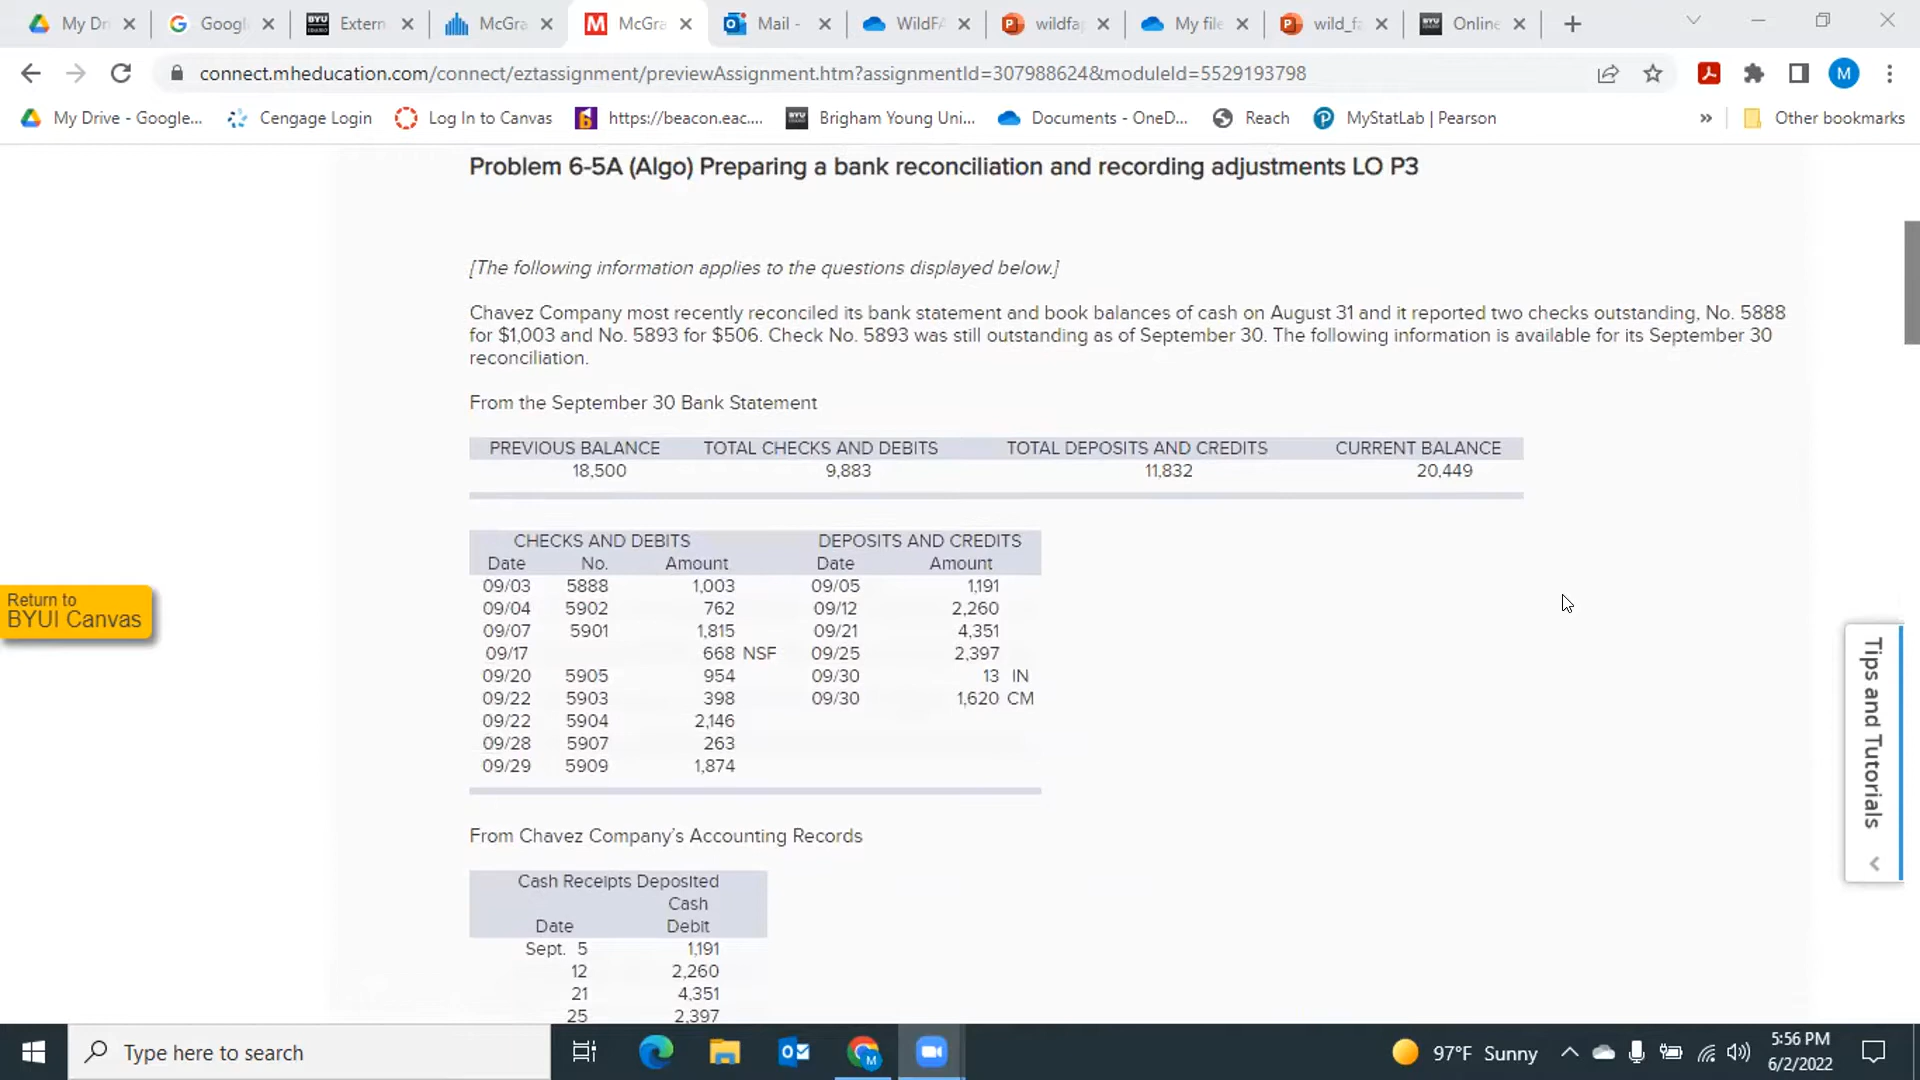 My Dri
Googl
Extern
McGra
McGra
Mail -
WildFA
wildfap
My file
wild_fa
Online
connect.mheducation.com/connect/eztassignment/previewAssignment.htm?assignmentId=307988624&moduleId=5529193798
M
My Drive - Google...
Cengage Login
Log In to Canvas
https://beacon.eac....
Brigham Young Uni...
Documents - OneD...
Reach
MyStatLab | Pearson
»
Other bookmarks
Problem 6-5A (Algo) Preparing a bank reconciliation and recording adjustments LO P3
[The following information applies to the questions displayed below.]
Chavez Company most recently reconciled its bank statement and book balances of cash on August 31 and it reported two checks outstanding, No. 5888
for $1,003 and No. 5893 for $506. Check No. 5893 was still outstanding as of September 30. The following information is available for its September 30
reconciliation.
From the September 30 Bank Statement
PREVIOUS BALANCE TOTAL CHECKS AND DEBITS TOTAL DEPOSITS AND CREDITS CURRENT BALANCE
18,500 9,883 11,832 20,449
CHECKS AND DEBITS DEPOSITS AND CREDITS
Date No. Amount Date Amount
09/03 5888 1,003 09/05 1,191
09/04 5902 762 09/12 2,260
09/07 5901 1,815 09/21 4,351
09/17 668 NSF 09/25 2,397
09/20 5905 954 09/30 13 IN
09/22 5903 398 09/30 1,620 CM
09/22 5904 2,146
09/28 5907 263
09/29 5909 1,874
Return to
BYUI Canvas
Tips and Tutorials
From Chavez Company's Accounting Records
Cash Receipts Deposited
Cash
Date Debit
Sept. 5 1,191
12 2,260
21 4,351
25 2,397
Type here to search
97°F Sunny
5:56 PM
6/2/2022